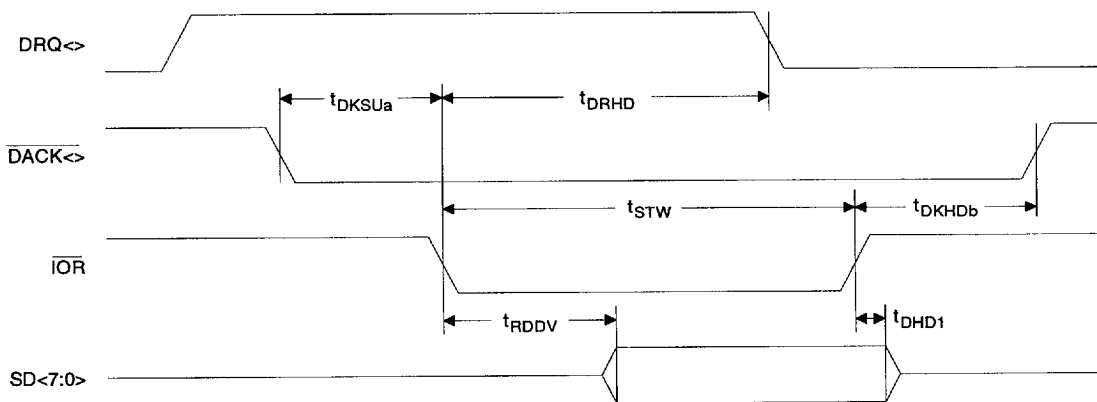 DRQ<>
tDKSUa
tDRHD
DACK<>
tSTW
tDKHDb
IOR
tRDDV
tDHD1
SD<7:0>